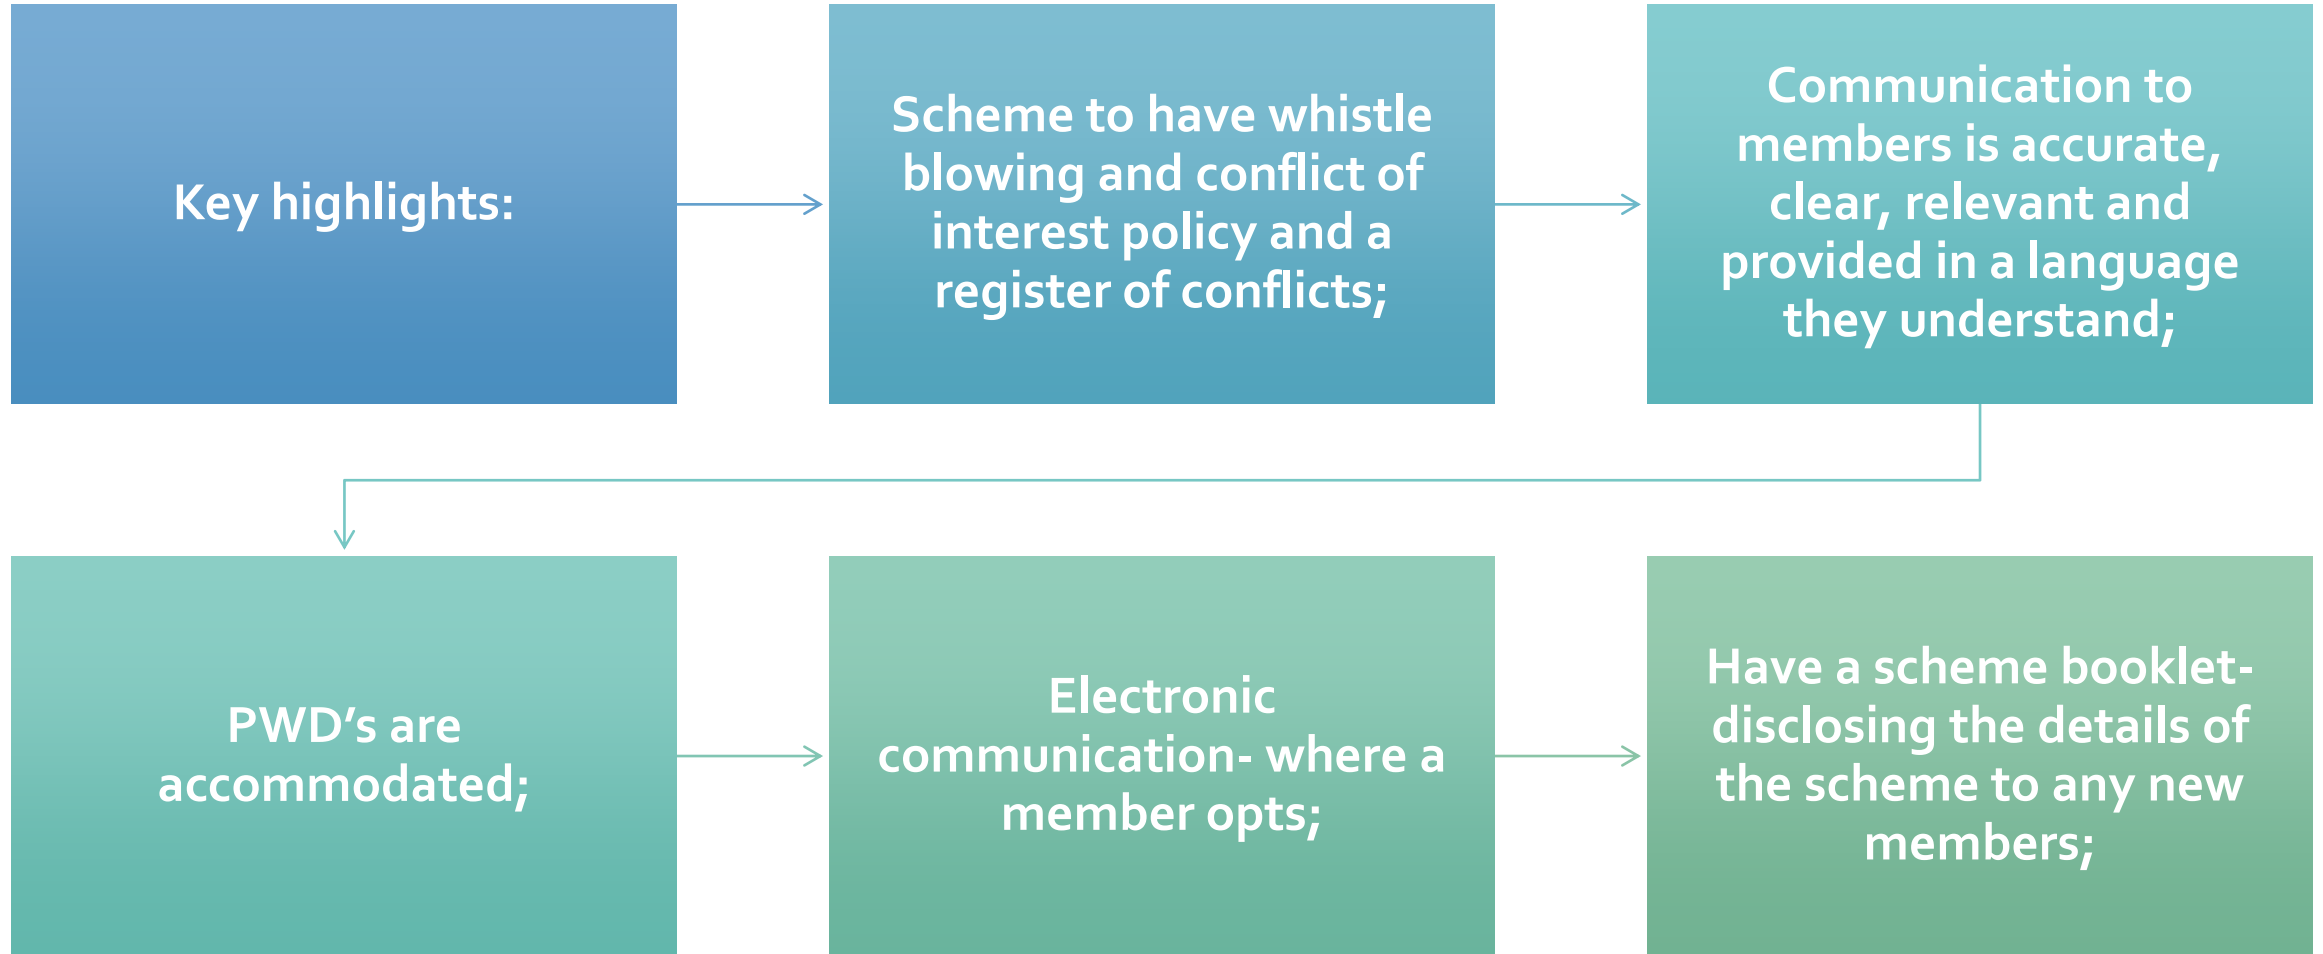 Key highlights:
Scheme to have whistle
blowing and conflict of
interest policy and a
register of conflicts;
Communication to
members is accurate,
clear, relevant and
provided in a language
they understand;
PWD’s are
accommodated;
Electronic
communication- where a
member opts;
Have a scheme booklet-
disclosing the details of
the scheme to any new
members;